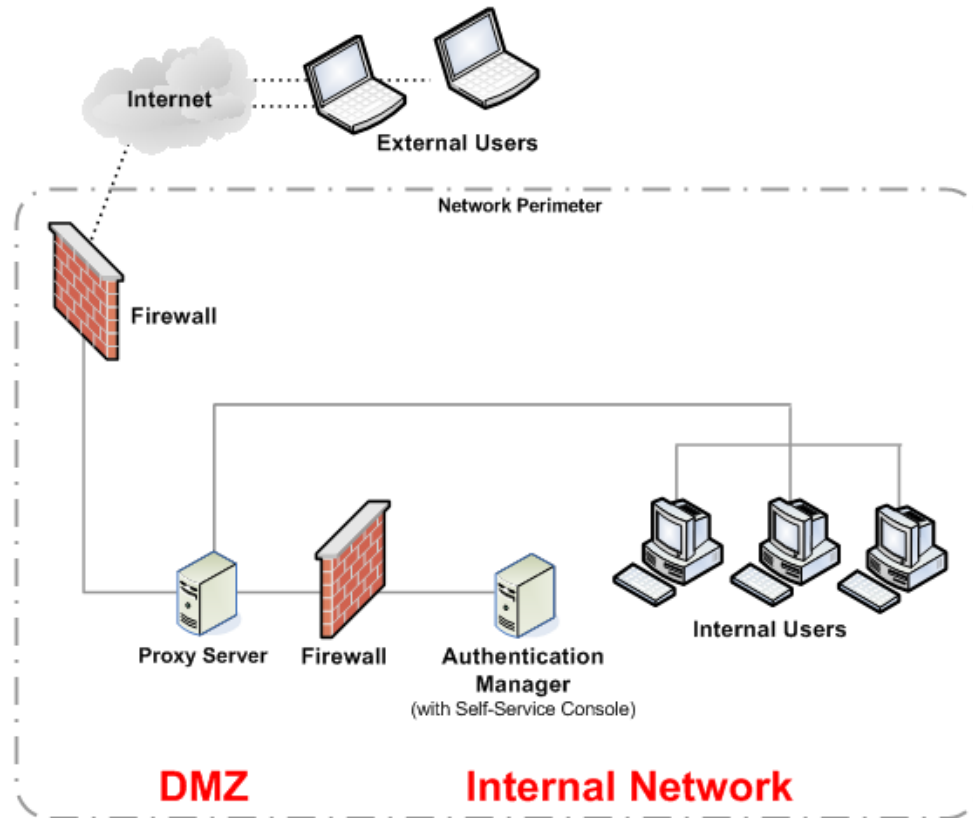 Internet
External Users
Network Perimeter
Firewall
Proxy Server
Firewall
Authentication
Manager
(with Self-Service Console)
Internal Users
DMZ
Internal Network